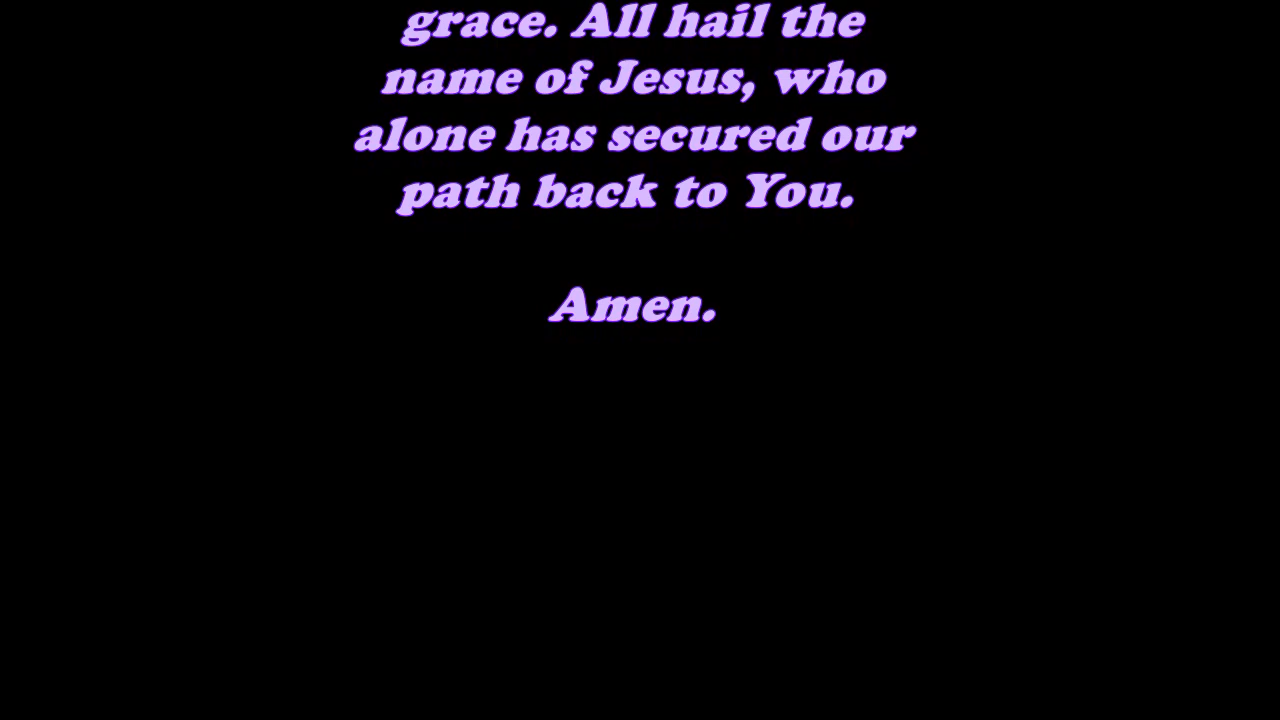 grace. All hail the
name of Jesus, who
alone has secured our
path back to You.
Amen.